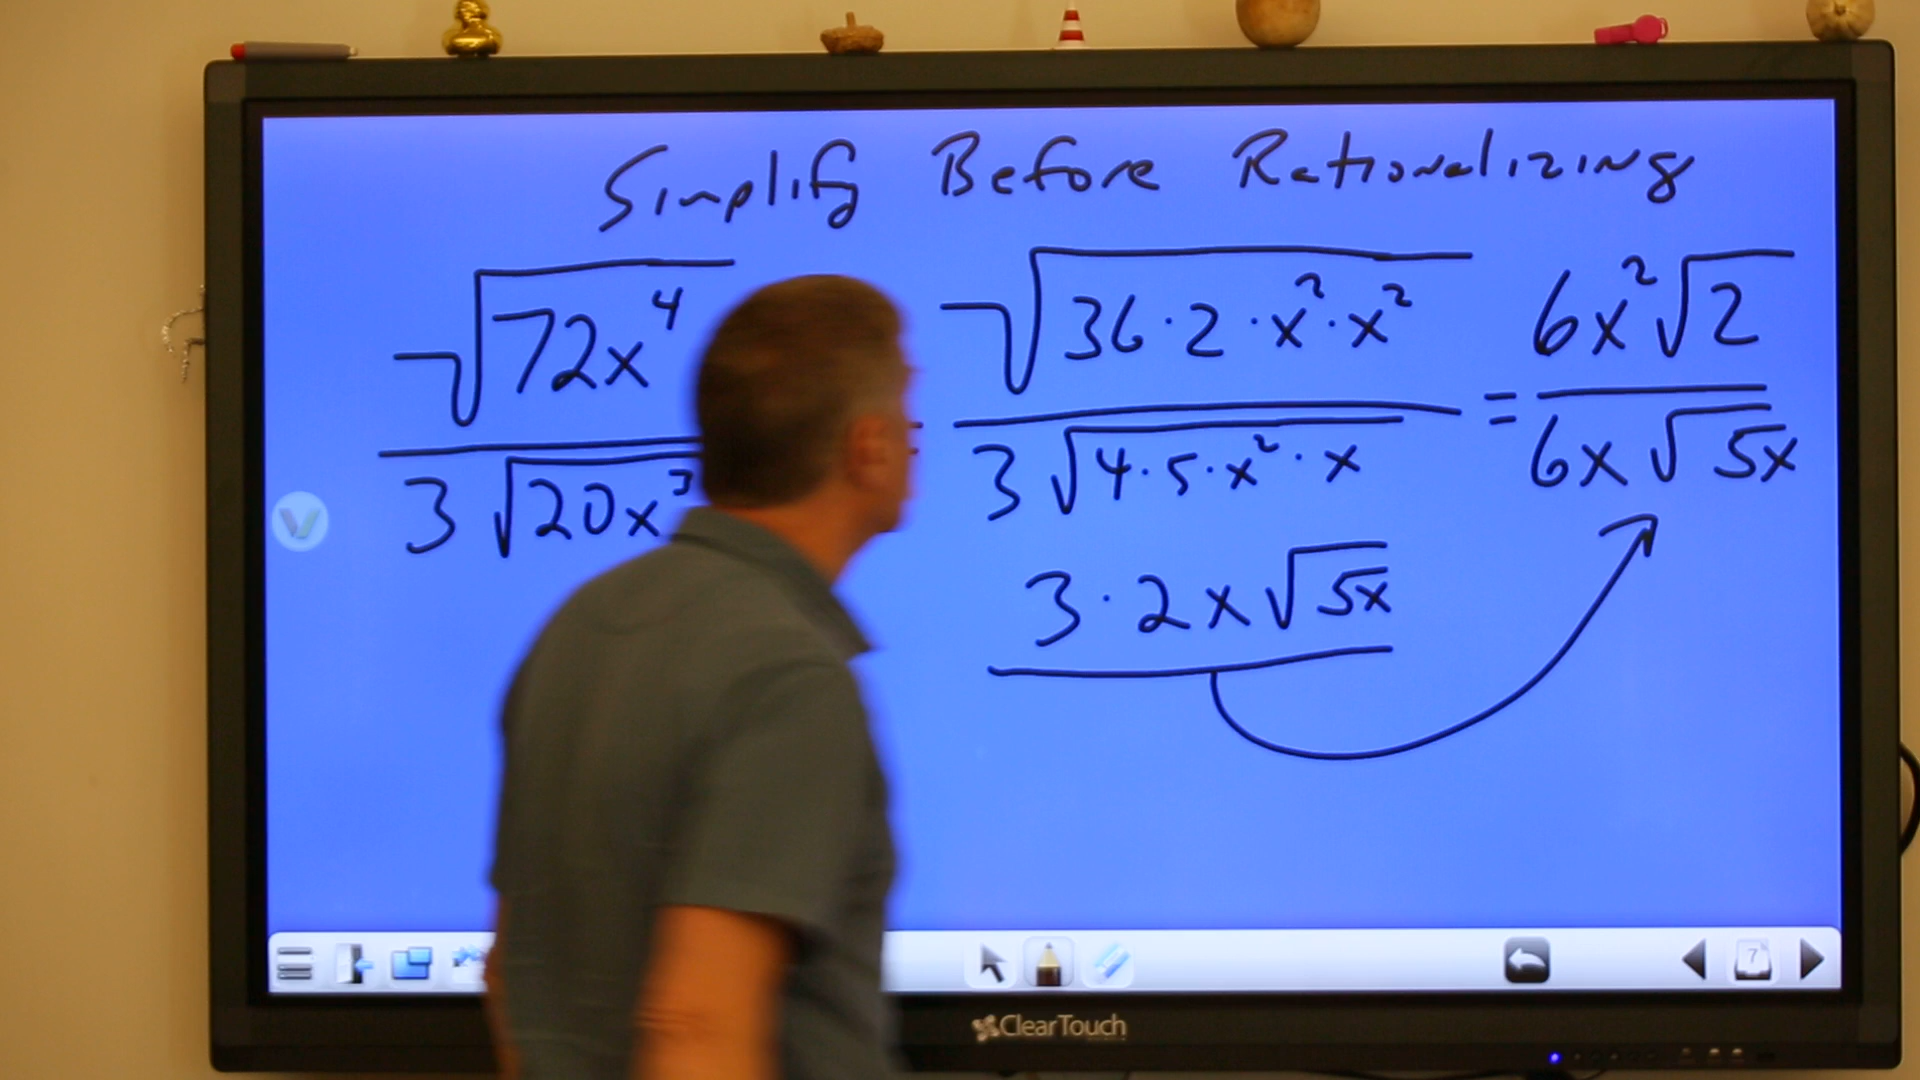 Simplify Before Rationalizing
√72x⁴ / 3√20x³ = √36·2·x²·x² / 3√4·5·x²·x = 6x²√2 / 6x√5x
3·2x√5x
7
ClearTouch